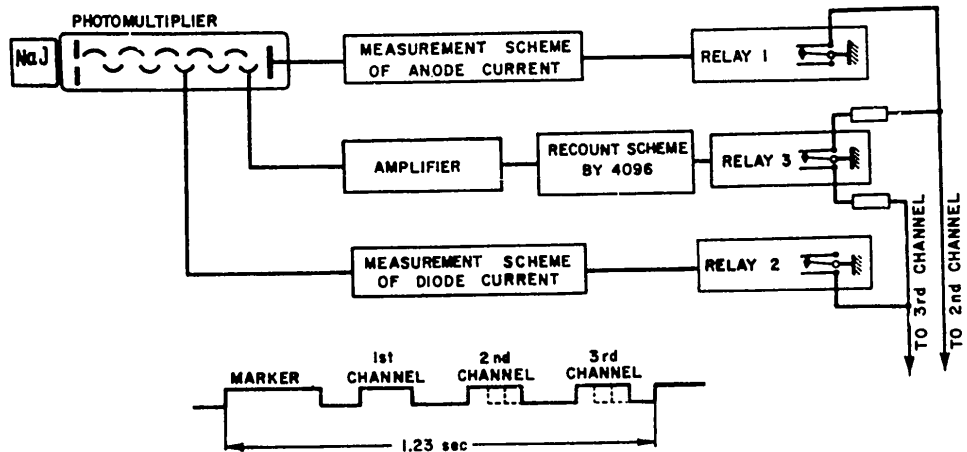 PHOTOMULTIPLIER
NaJ
MEASUREMENT SCHEME
OF ANODE CURRENT
RELAY 1
AMPLIFIER
RECOUNT SCHEME
BY 4096
RELAY 3
MEASUREMENT SCHEME
OF DIODE CURRENT
RELAY 2
TO 3rd CHANNEL
TO 2nd CHANNEL
MARKER
1st
CHANNEL
2nd
CHANNEL
3rd
CHANNEL
1.23 sec